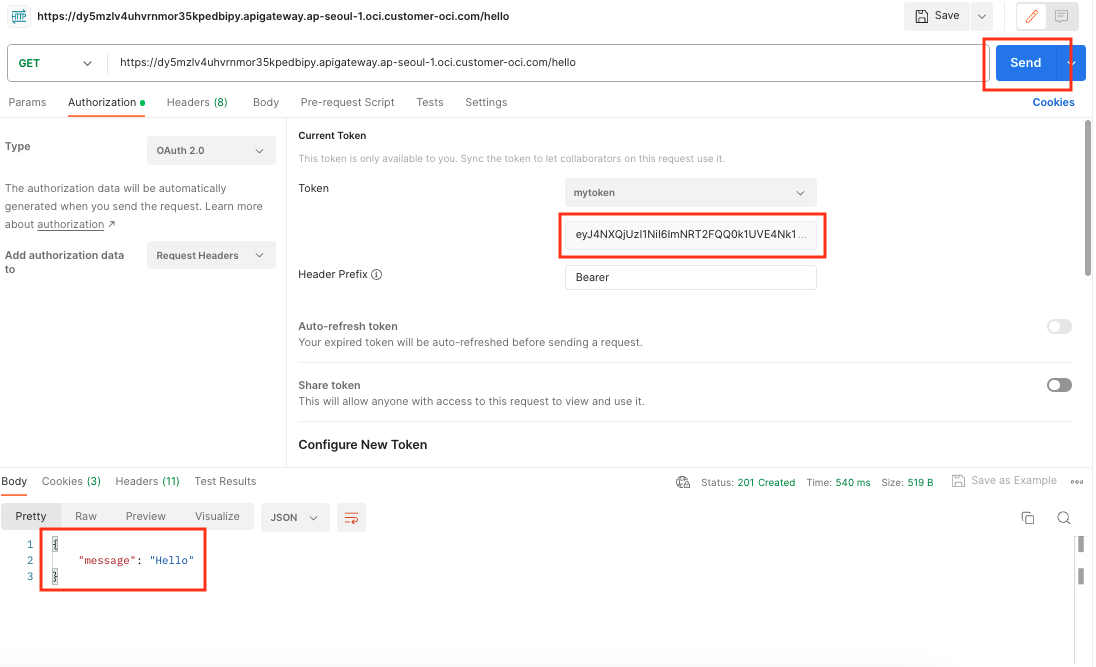 HTTP https://dy5mzlv4uhvrnmor35kpedbipy.apigateway.ap-seoul-1.oci.customer-oci.com/hello Save
GET https://dy5mzlv4uhvrnmor35kpedbipy.apigateway.ap-seoul-1.oci.customer-oci.com/hello Send
Params Authorization Headers (8) Body Pre-request Script Tests Settings Cookies
Type OAuth 2.0
The authorization data will be automatically
generated when you send the request. Learn more
about authorization ↗
Add authorization data
to
Request Headers
Current Token
This token is only available to you. Sync the token to let collaborators on this request use it.
Token mytoken
eyJ4NXQjUzI1NiI6ImNRT2FQQ0k1UVE4Nk1...
Header Prefix Bearer
Auto-refresh token
Your expired token will be auto-refreshed before sending a request.
Share token
This will allow anyone with access to this request to view and use it.
Configure New Token
Body Cookies (3) Headers (11) Test Results Status: 201 Created Time: 540 ms Size: 519 B Save as Example
Pretty Raw Preview Visualize JSON
1 {
2 "message": "Hello"
3 }